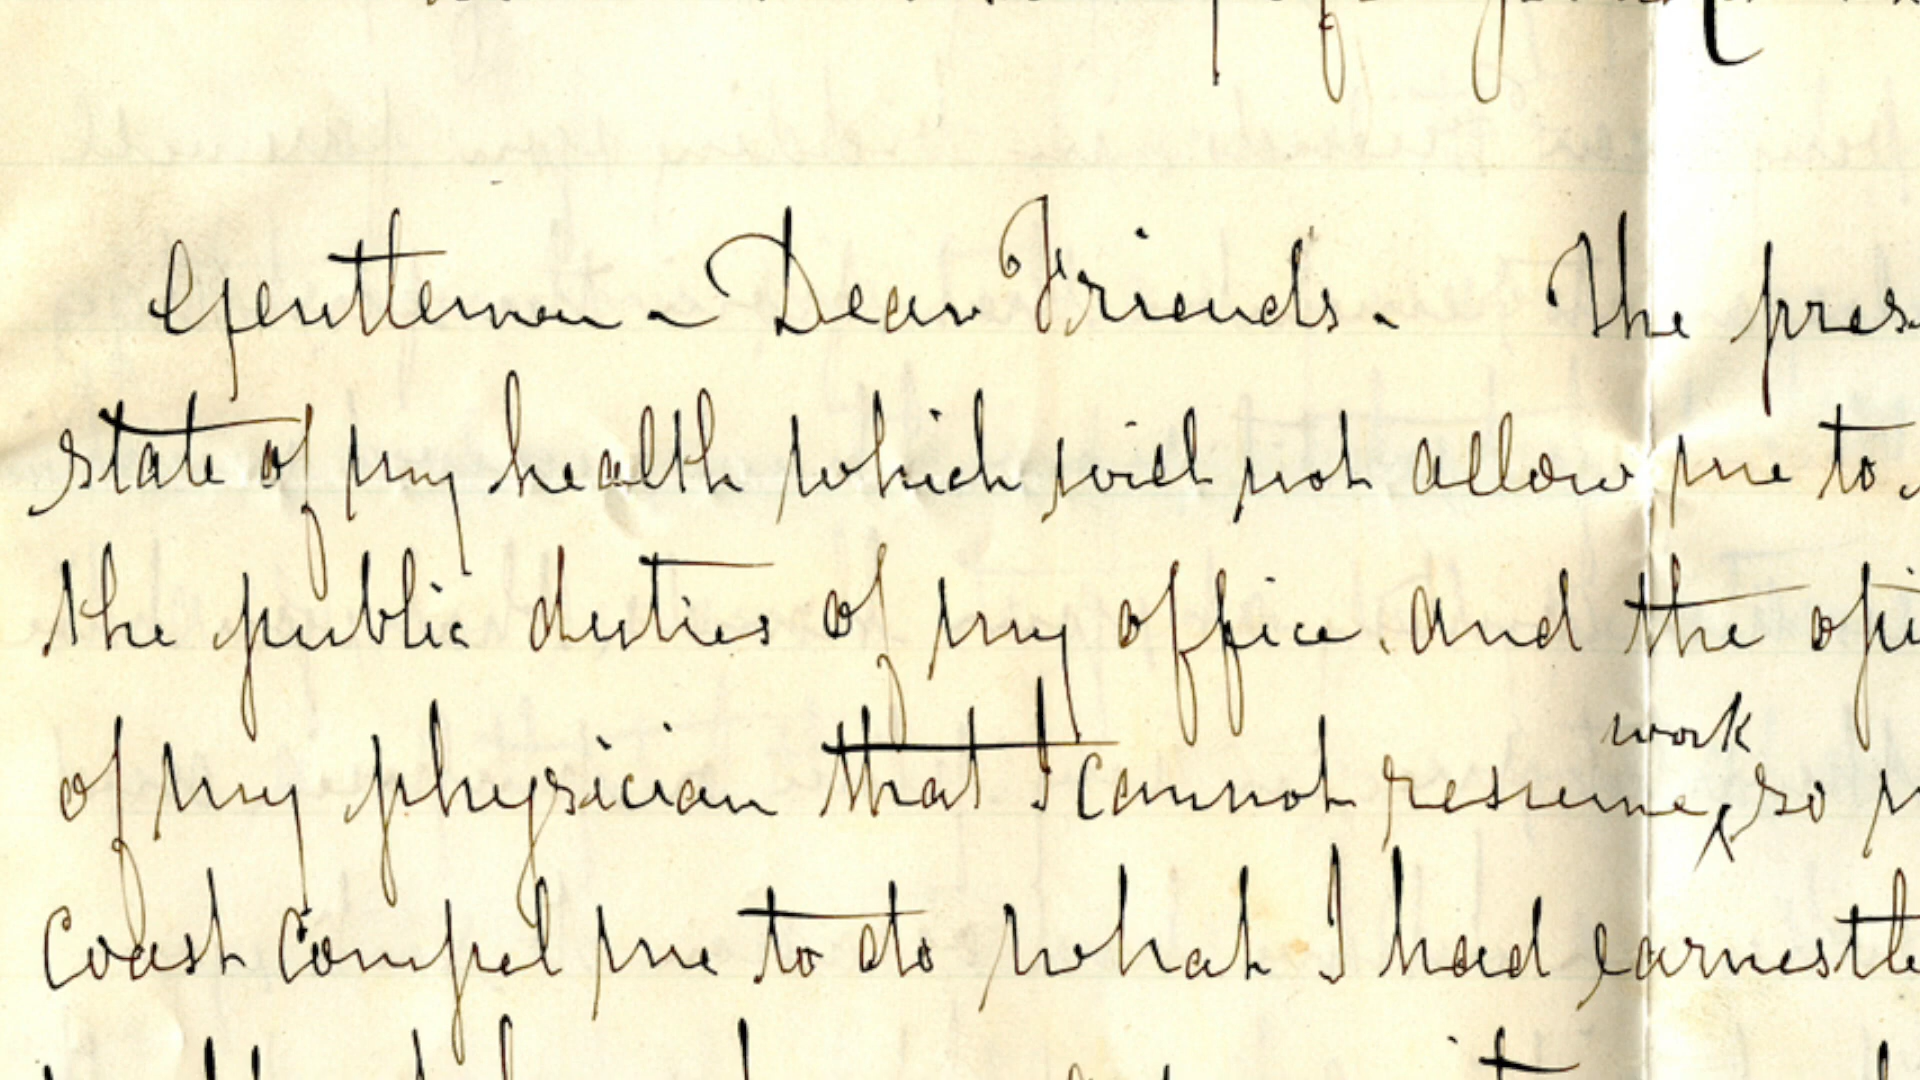 Gentlemen - Dear Friends. The pres
state of my health which will not allow me to
the public duties of my office, and the opi
work
of my physician that I cannot resume, so
Coast compel me to do what I had earnestl